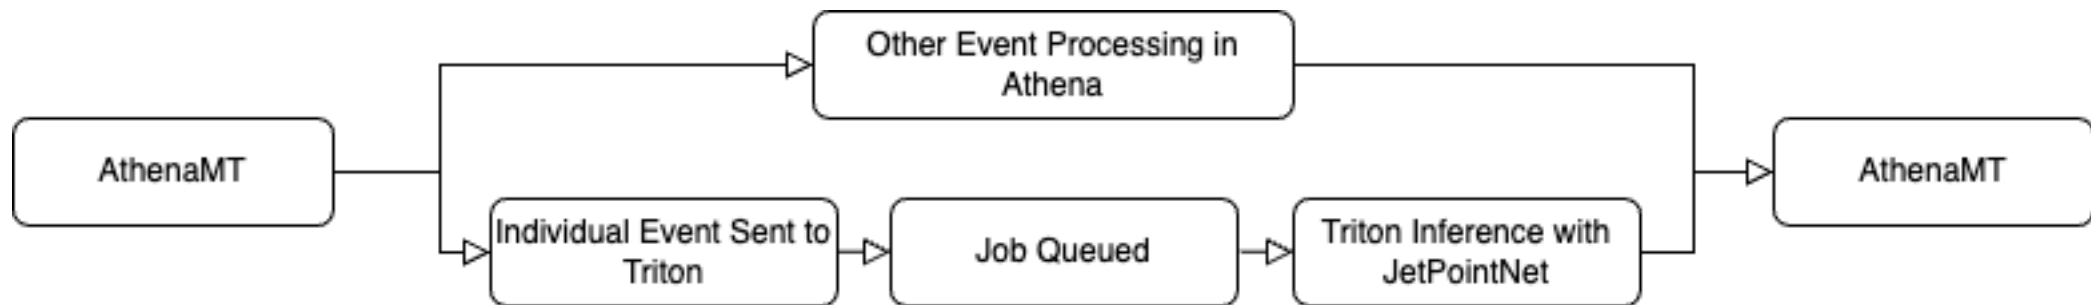 AthenaMT
Other Event Processing in
Athena
Individual Event Sent to
Triton
Job Queued
Triton Inference with
JetPointNet
AthenaMT